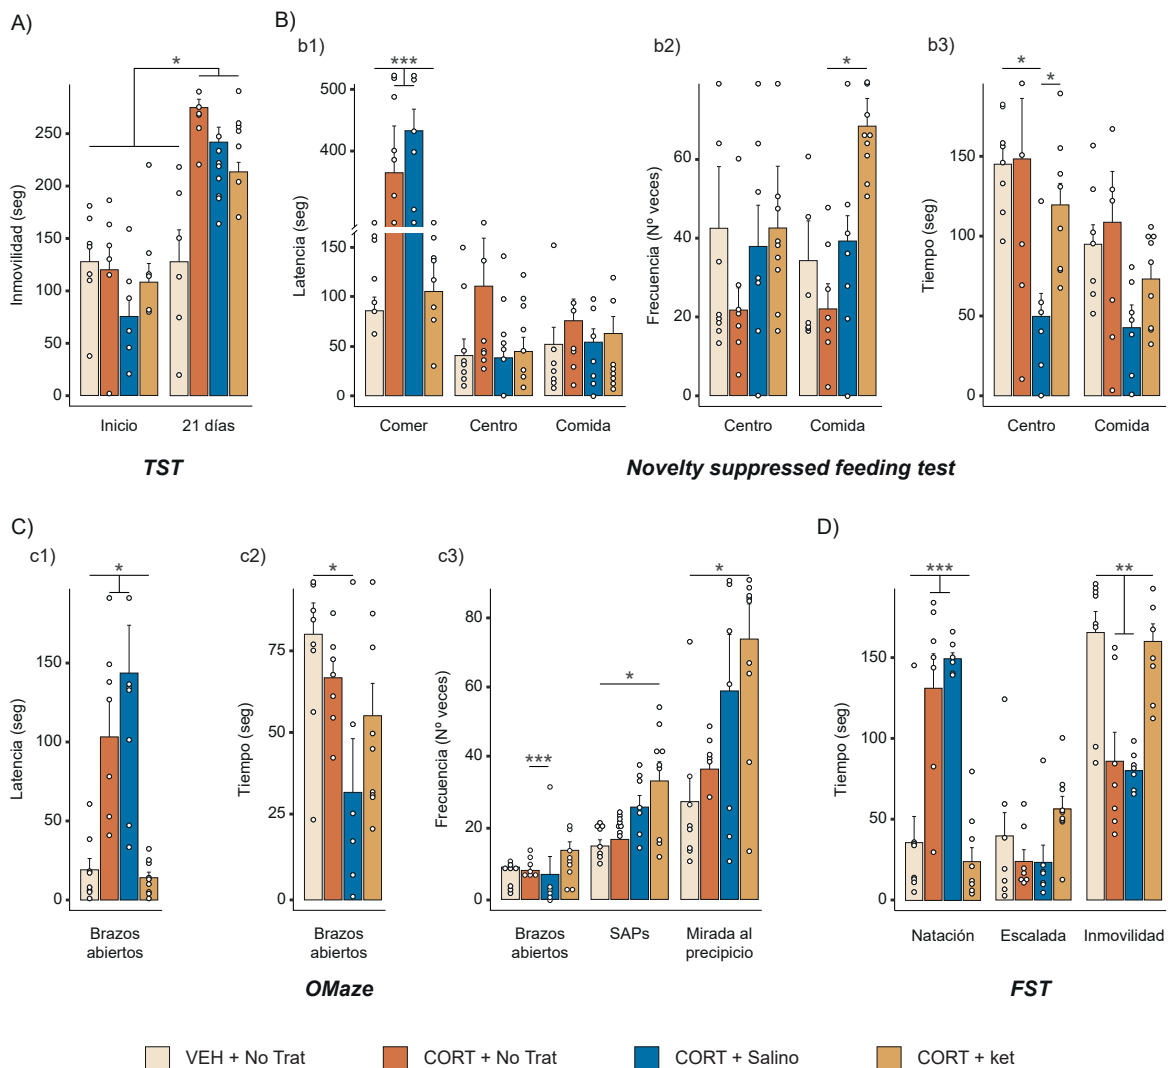 A)
B)
b1)
b2)
b3)
*
***
*
*
*
Inmovilidad (seg)
250
200
150
100
50
0
Inicio
21 días
TST
Latencia (seg)
500
400
150
100
50
0
Comer
Centro
Comida
Frecuencia (Nº veces)
60
40
20
0
Centro
Comida
Tiempo (seg)
150
100
50
0
Centro
Comida
Novelty suppressed feeding test
C)
D)
c1)
c2)
c3)
*
*
***
*
*
***
**
Latencia (seg)
150
100
50
0
Brazos
abiertos
Tiempo (seg)
75
50
25
0
Brazos
abiertos
Frecuencia (Nº veces)
80
60
40
20
0
Brazos
abiertos
SAPs
Mirada al
precipicio
OMaze
Tiempo (seg)
150
100
50
0
Natación
Escalada
Inmovilidad
FST
VEH + No Trat
CORT + No Trat
CORT + Salino
CORT + ket